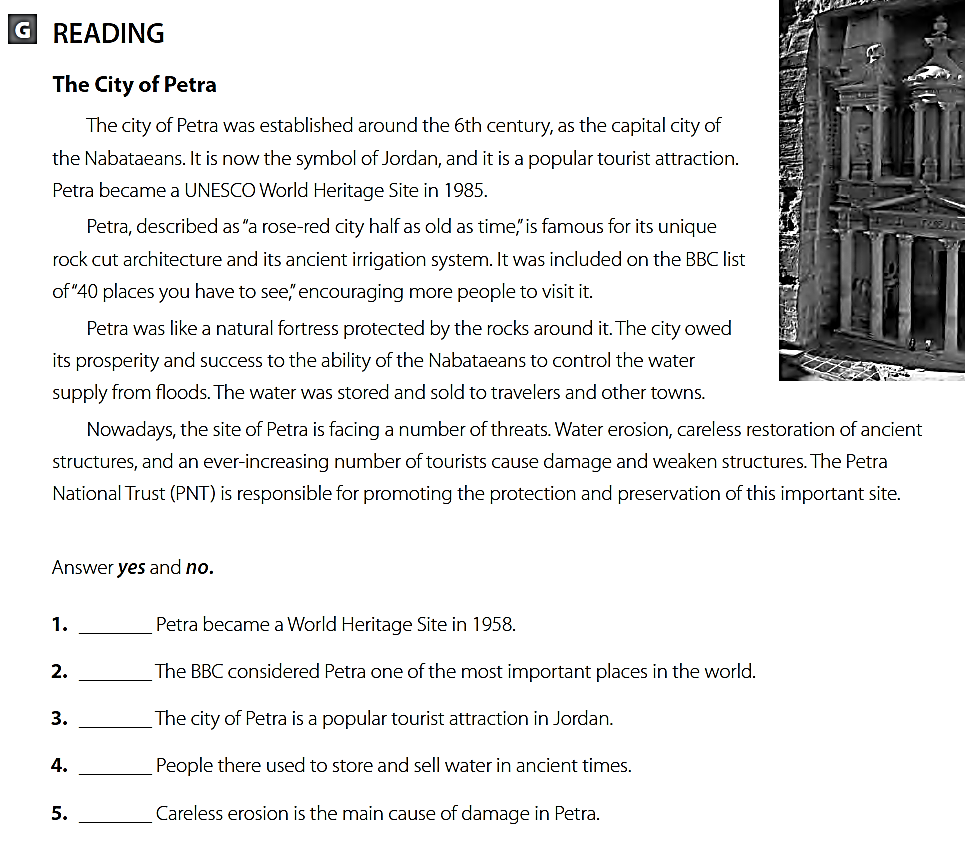 G READING
The City of Petra
The city of Petra was established around the 6th century, as the capital city of
the Nabataeans. It is now the symbol of Jordan, and it is a popular tourist attraction.
Petra became a UNESCO World Heritage Site in 1985.
Petra, described as “a rose-red city half as old as time,” is famous for its unique
rock cut architecture and its ancient irrigation system. It was included on the BBC list
of “40 places you have to see,” encouraging more people to visit it.
Petra was like a natural fortress protected by the rocks around it. The city owed
its prosperity and success to the ability of the Nabataeans to control the water
supply from floods. The water was stored and sold to travelers and other towns.
Nowadays, the site of Petra is facing a number of threats. Water erosion, careless restoration of ancient
structures, and an ever-increasing number of tourists cause damage and weaken structures. The Petra
National Trust (PNT) is responsible for promoting the protection and preservation of this important site.
Answer yes and no.
1. _______ Petra became a World Heritage Site in 1958.
2. _______ The BBC considered Petra one of the most important places in the world.
3. _______ The city of Petra is a popular tourist attraction in Jordan.
4. _______ People there used to store and sell water in ancient times.
5. _______ Careless erosion is the main cause of damage in Petra.